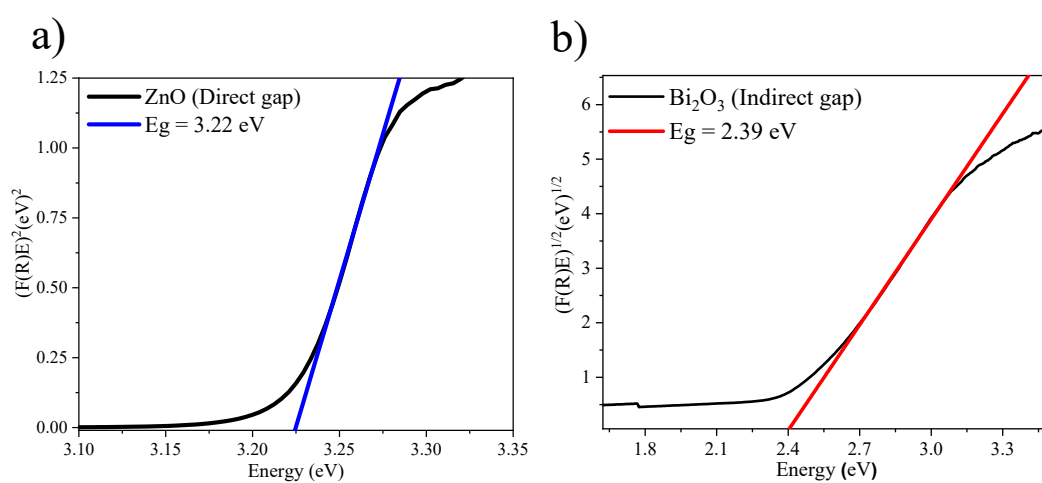 a)
1.25
1.00
0.75
0.50
0.25
0.00
(F(R)E)²(eV)²
ZnO (Direct gap)
Eg = 3.22 eV
3.10 3.15 3.20 3.25 3.30 3.35
Energy (eV)
b)
6
5
4
3
2
1
(F(R)E)¹/²(eV)¹/²
Bi₂O₃ (Indirect gap)
Eg = 2.39 eV
1.8 2.1 2.4 2.7 3.0 3.3
Energy (eV)